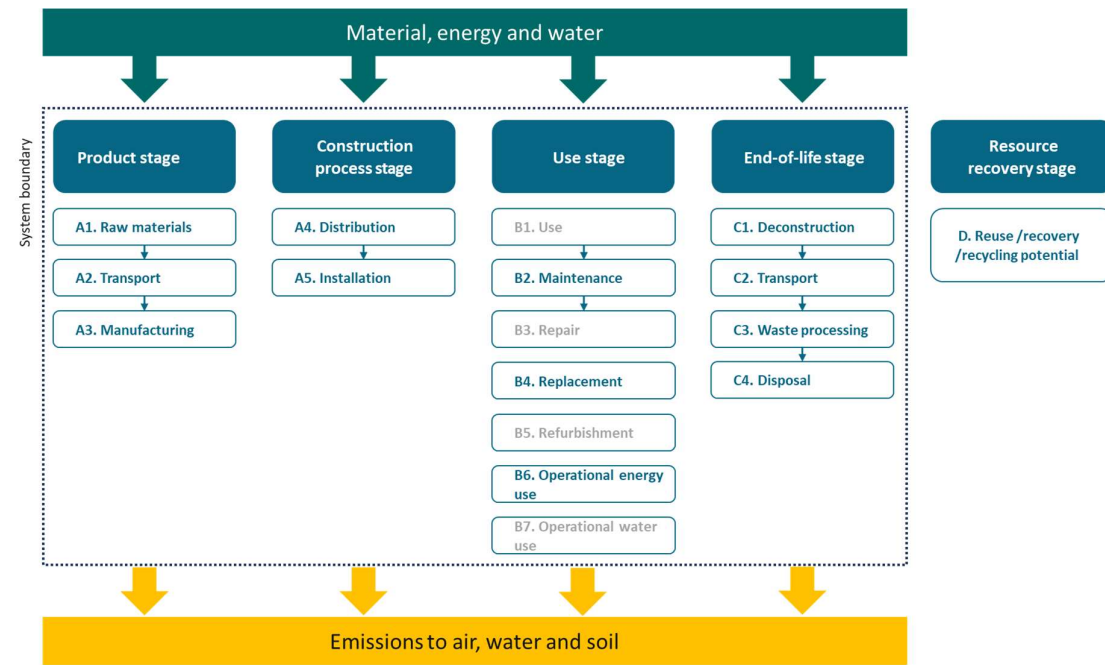 Material, energy and water
System boundary
Product stage
Construction
process stage
Use stage
End-of-life stage
Resource
recovery stage
A1. Raw materials
A2. Transport
A3. Manufacturing
A4. Distribution
A5. Installation
B1. Use
B2. Maintenance
B3. Repair
B4. Replacement
B5. Refurbishment
B6. Operational energy
use
B7. Operational water
use
C1. Deconstruction
C2. Transport
C3. Waste processing
C4. Disposal
D. Reuse /recovery
/recycling potential
Emissions to air, water and soil